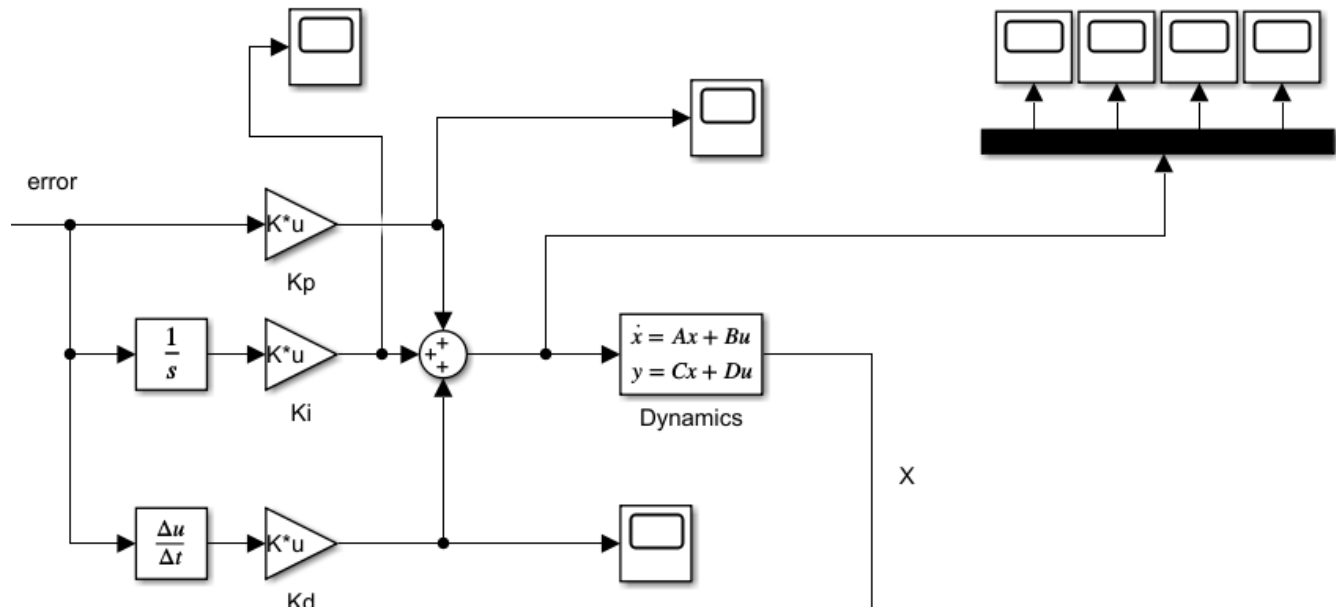 error
K*u
Kp
1
s
K*u
Ki
+
+
+
ẋ = Ax + Bu
y = Cx + Du
Dynamics
X
Δu
Δt
K*u
Kd